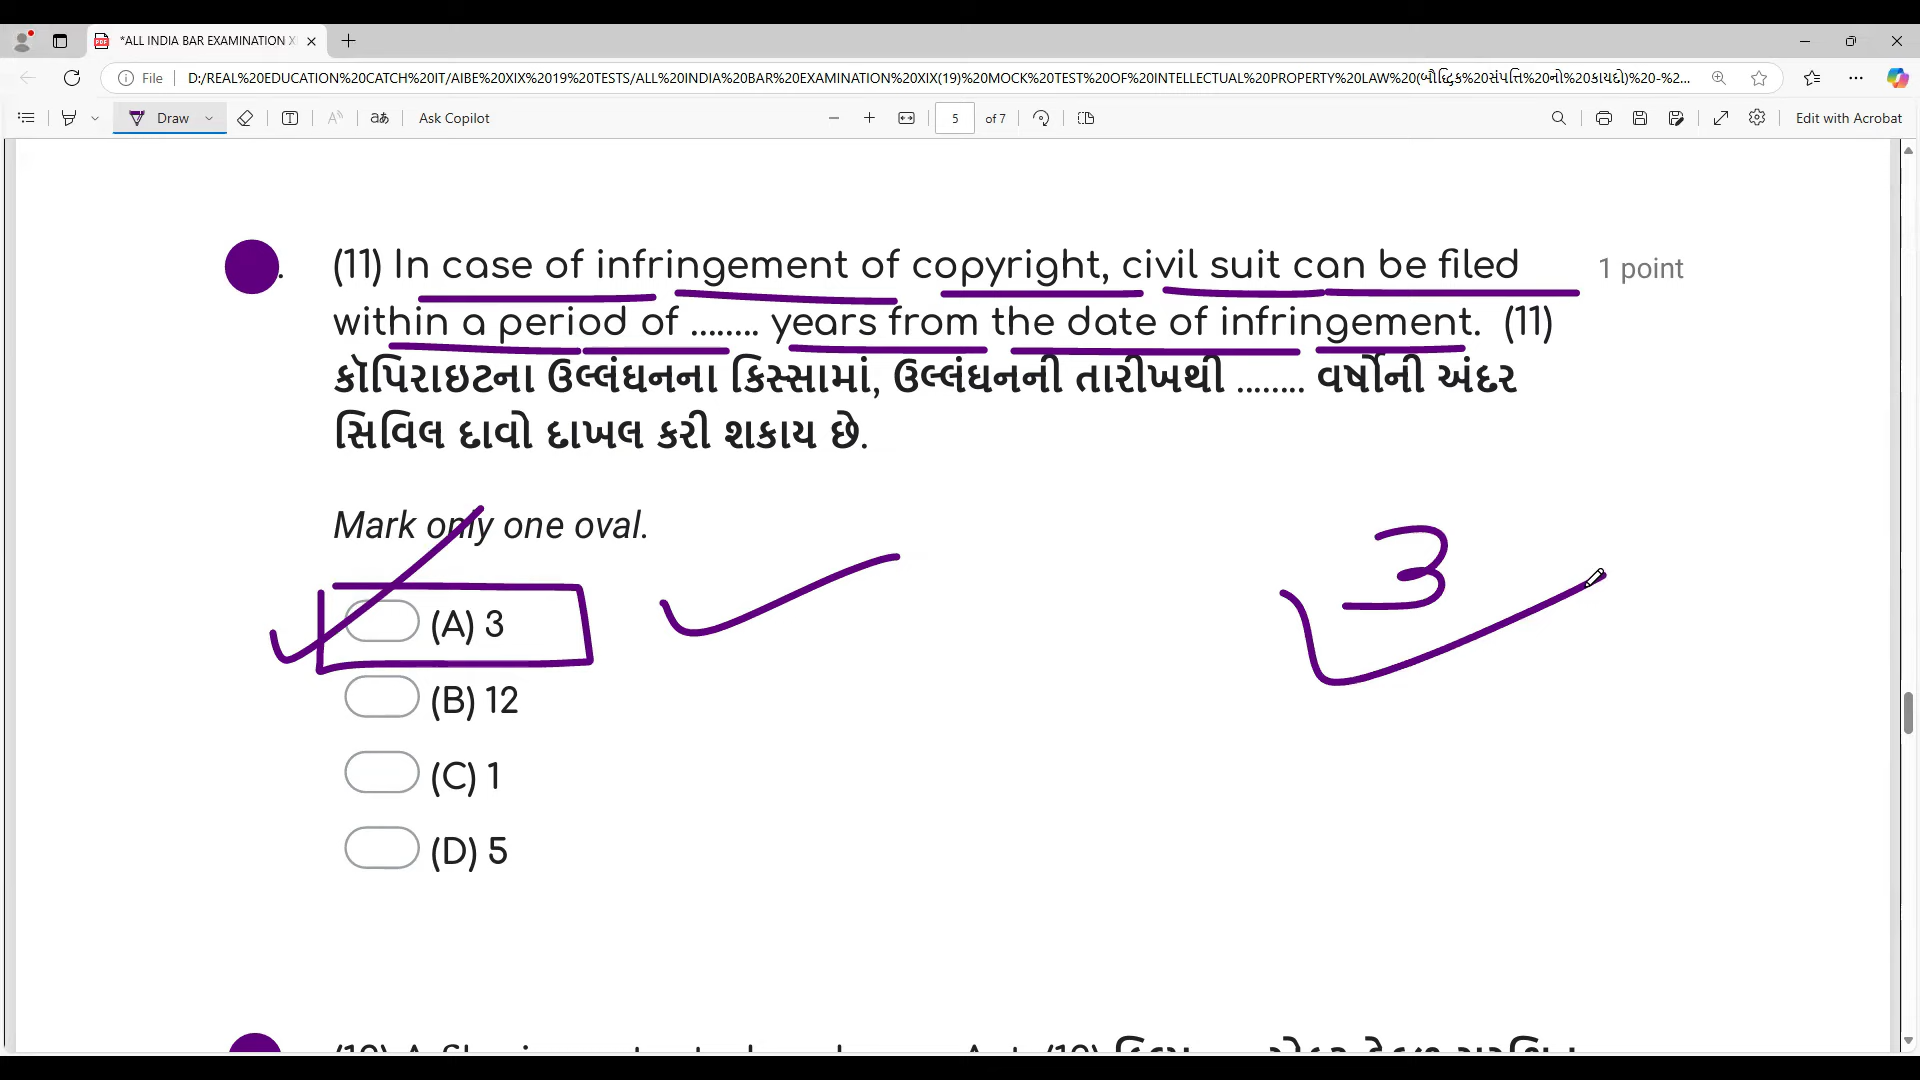 *ALL INDIA BAR EXAMINATION X
File
D:/REAL%20EDUCATION%20CATCH%20IT/AIBE%20XIX%2019%20TESTS/ALL%20INDIA%20BAR%20EXAMINATION%20XIX(19)%20MOCK%20TEST%20OF%20INTELLECTUAL%20PROPERTY%20LAW%20(બૌદ્ધિક%20સંપત્તિ%20નો%20કાયદો)%20-%2...
Draw
Ask Copilot
5 of 7
Edit with Acrobat
(11) In case of infringement of copyright, civil suit can be filed
1 point
within a period of ........ years from the date of infringement. (11)
કૉપિરાઇટના ઉલ્લંઘનના કિસ્સામાં, ઉલ્લંઘનની તારીખથી ........ વર્ષોની અંદર
સિવિલ દાવો દાખલ કરી શકાય છે.
Mark only one oval.
3
(A) 3
(B) 12
(C) 1
(D) 5